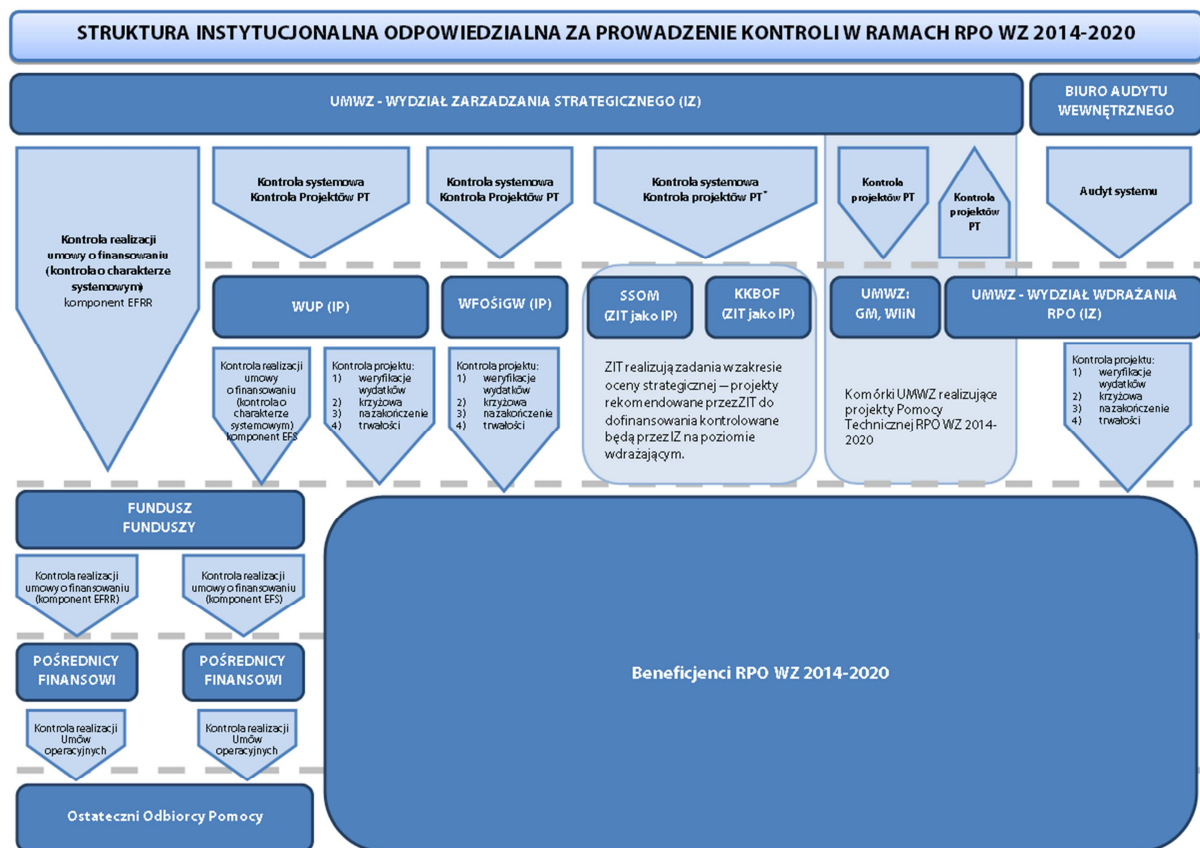 STRUKTURA INSTYTUCJONALNA ODPOWIEDZIALNA ZA PROWADZENIE KONTROLI W RAMACH RPO WZ 2014-2020
UMWZ - WYDZIAŁ ZARZADZANIA STRATEGICZNEGO (IZ)
BIURO AUDYTU
WEWNĘTRZNEGO
Kontrola realizacji
umowy o finansowaniu
(kontrola o charakterze
systemowym)
komponent EFRR
Kontrola systemowa
Kontrola Projektów PT
Kontrola systemowa
Kontrola Projektów PT
Kontrola systemowa
Kontrola projektów PT*
Kontrola
projektów PT
Kontrola
projektów
PT
Audyt systemu
WUP (IP)
WFOŚiGW (IP)
SSOM
(ZIT jako IP)
KKBOF
(ZIT jako IP)
UMWZ:
GM, WIiN
UMWZ - WYDZIAŁ WDRAŻANIA
RPO (IZ)
Kontrola realizacji
umowy
o finansowaniu
(kontrola o
charakterze
systemowym)
komponent EFS
Kontrola projektu:
1) weryfikacje
wydatków
2) krzyżowa
3) na zakończenie
4) trwałości
Kontrola projektu:
1) weryfikacje
wydatków
2) krzyżowa
3) na zakończenie
4) trwałości
ZIT realizują zadania w zakresie
oceny strategicznej – projekty
rekomendowane przez ZIT do
dofinansowania kontrolowane
będą przez IZ na poziomie
wdrażającym.
Komórki UMWZ realizujące
projekty Pomocy
Technicznej RPO WZ 2014-
2020
Kontrola projektu:
1) weryfikacje
wydatków
2) krzyżowa
3) na zakończenie
4) trwałości
FUNDUSZ
FUNDUSZY
Kontrola realizacji
umowy o finansowaniu
(komponent EFRR)
Kontrola realizacji
umowy o finansowaniu
(komponent EFS)
POŚREDNICY
FINANSOWI
POŚREDNICY
FINANSOWI
Beneficjenci RPO WZ 2014-2020
Kontrola realizacji
Umów
operacyjnych
Kontrola realizacji
Umów
operacyjnych
Ostateczni Odbiorcy Pomocy